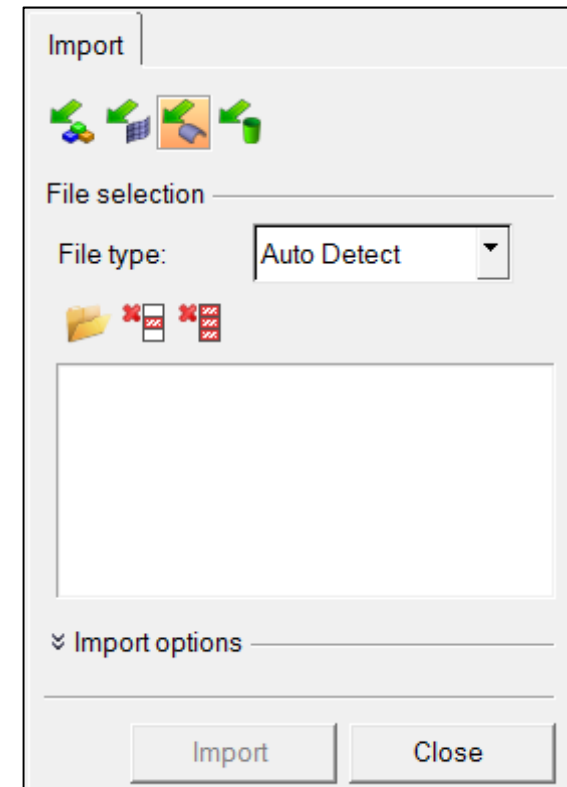 Import
File selection
File type: Auto Detect
Import options
Import Close